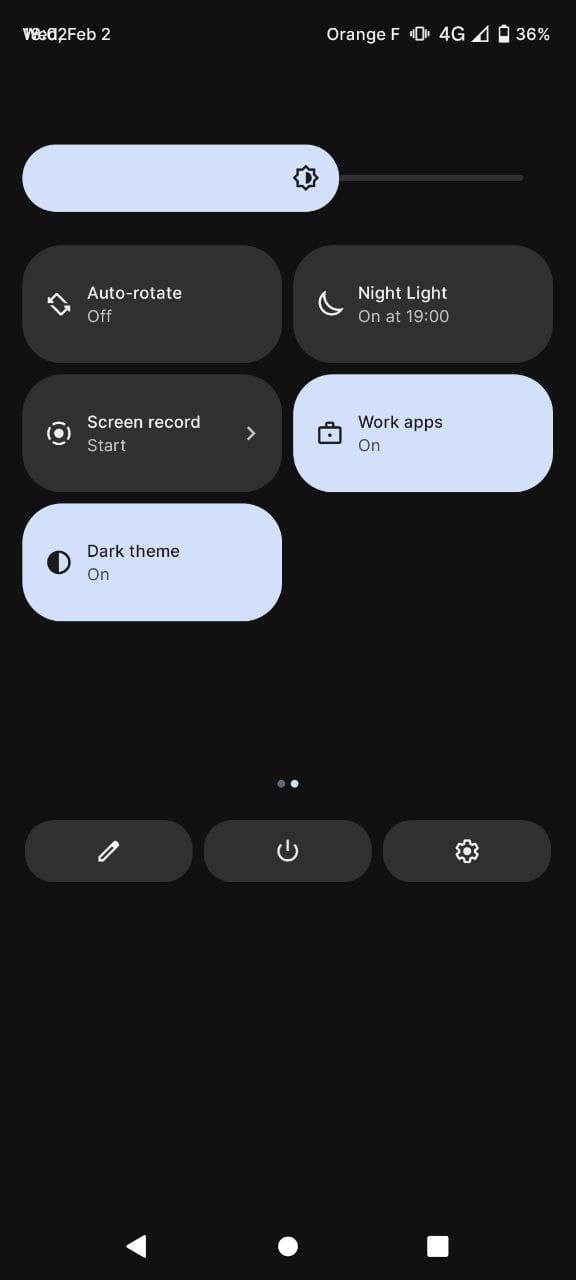 Wed, Feb 2
Orange F 4G 36%
Auto-rotate
Off
Night Light
On at 19:00
Screen record
Start
Work apps
On
Dark theme
On